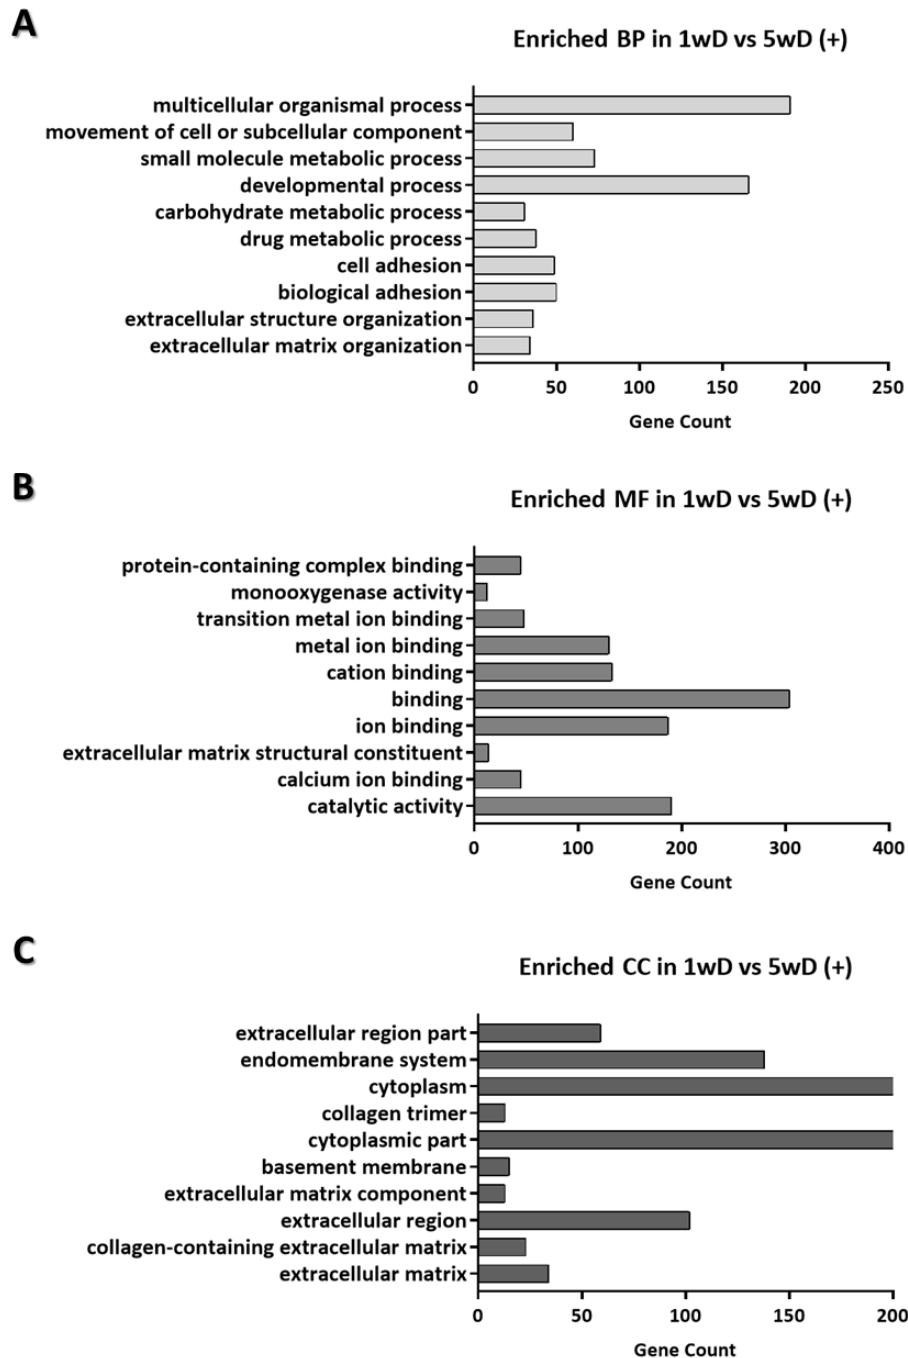 A
Enriched BP in 1wD vs 5wD (+)
multicellular organismal process
movement of cell or subcellular component
small molecule metabolic process
developmental process
carbohydrate metabolic process
drug metabolic process
cell adhesion
biological adhesion
extracellular structure organization
extracellular matrix organization
0 50 100 150 200 250
Gene Count
B
Enriched MF in 1wD vs 5wD (+)
protein-containing complex binding
monooxygenase activity
transition metal ion binding
metal ion binding
cation binding
binding
ion binding
extracellular matrix structural constituent
calcium ion binding
catalytic activity
0 100 200 300 400
Gene Count
C
Enriched CC in 1wD vs 5wD (+)
extracellular region part
endomembrane system
cytoplasm
collagen trimer
cytoplasmic part
basement membrane
extracellular matrix component
extracellular region
collagen-containing extracellular matrix
extracellular matrix
0 50 100 150 200
Gene Count